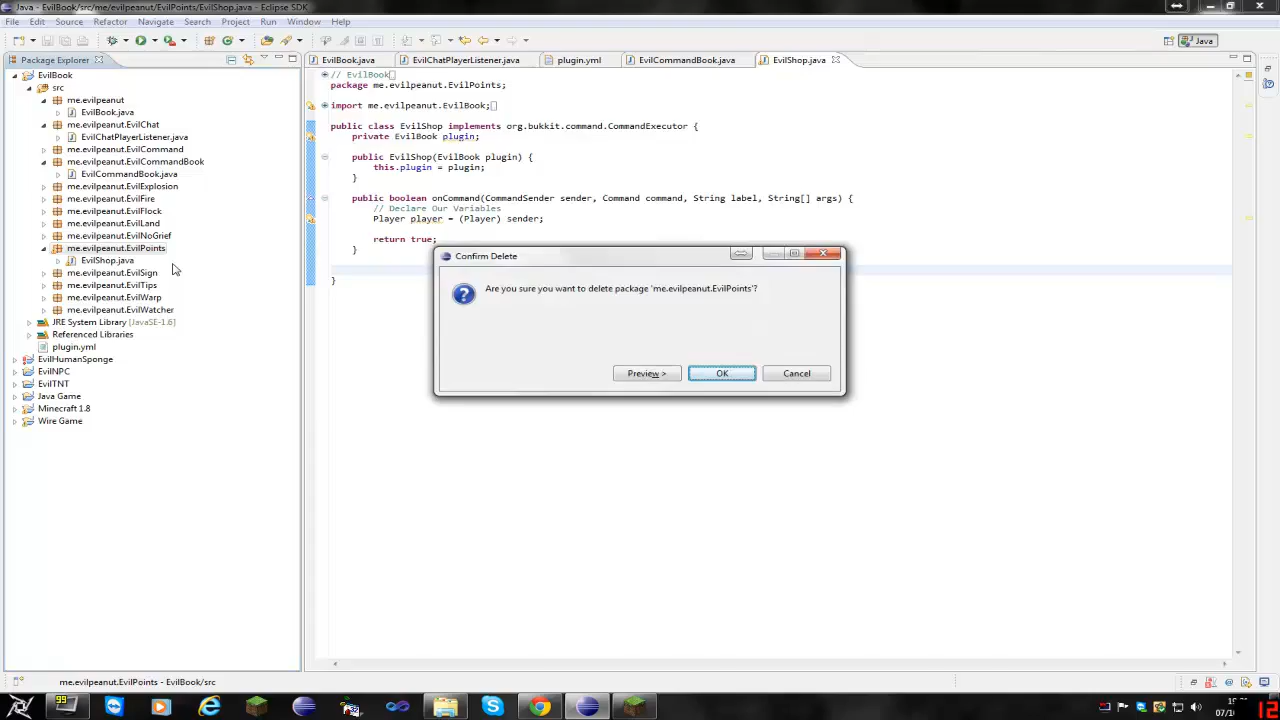 Java - EvilBook/src/me/evilpeanut/EvilPoints/EvilShop.java - Eclipse SDK
File Edit Source Refactor Navigate Search Project Run Window Help
Java
Package Explorer
EvilBook.java EvilChatPlayerListener.java plugin.yml EvilCommandBook.java EvilShop.java
EvilBook
src
me.evilpeanut
EvilBook.java
me.evilpeanut.EvilChat
EvilChatPlayerListener.java
me.evilpeanut.EvilCommand
me.evilpeanut.EvilCommandBook
EvilCommandBook.java
me.evilpeanut.EvilExplosion
me.evilpeanut.EvilFire
me.evilpeanut.EvilFlock
me.evilpeanut.EvilLand
me.evilpeanut.EvilNoGrief
me.evilpeanut.EvilPoints
EvilShop.java
me.evilpeanut.EvilSign
me.evilpeanut.EvilTips
me.evilpeanut.EvilWarp
me.evilpeanut.EvilWatcher
JRE System Library [JavaSE-1.6]
Referenced Libraries
plugin.yml
EvilHumanSponge
EvilNPC
EvilTNT
Java Game
Minecraft 1.8
Wire Game
// EvilBook
package me.evilpeanut.EvilPoints;
import me.evilpeanut.EvilBook;
public class EvilShop implements org.bukkit.command.CommandExecutor {
private EvilBook plugin;
public EvilShop(EvilBook plugin) {
this.plugin = plugin;
}
public boolean onCommand(CommandSender sender, Command command, String label, String[] args) {
// Declare Our Variables
Player player = (Player) sender;
return true;
}
}
Confirm Delete
Are you sure you want to delete package 'me.evilpeanut.EvilPoints'?
Preview > OK Cancel
me.evilpeanut.EvilPoints - EvilBook/src
99
12